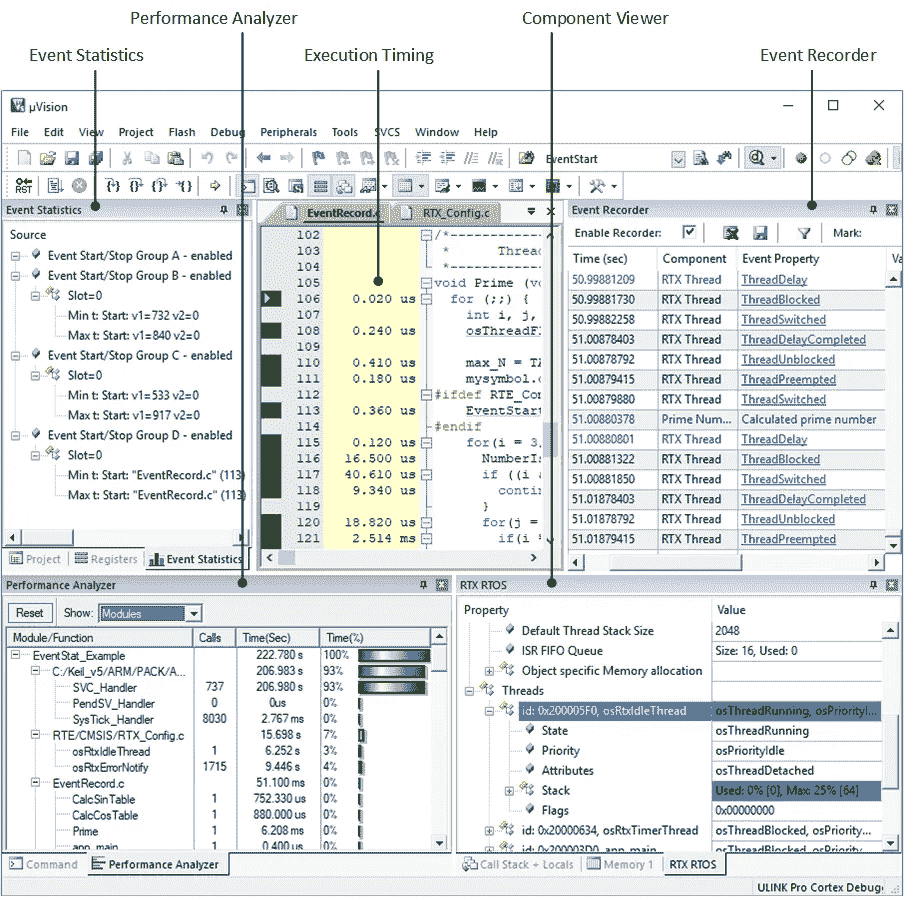 Performance Analyzer
Component Viewer
Event Statistics
Execution Timing
Event Recorder
µVision
File Edit View Project Flash Debug Peripherals Tools SVCS Window Help
EventStart
RST
Event Statistics
Source
Event Start/Stop Group A - enabled
Event Start/Stop Group B - enabled
Slot=0
Min t: Start: v1=732 v2=0
Max t: Start: v1=840 v2=0
Event Start/Stop Group C - enabled
Slot=0
Min t: Start: v1=533 v2=0
Max t: Start: v1=917 v2=0
Event Start/Stop Group D - enabled
Slot=0
Min t: Start: "EventRecord.c" (113)
Max t: Start: "EventRecord.c" (113)
Project Registers Event Statistics
EventRecord.c RTX_Config.c
102 /*------------
103 * Threa
104 *------------
105 void Prime (vo
106 0.020 us for (;;) {
107 int i, j,
108 0.240 us osThreadF
109
110 0.410 us max_N = TA
111 0.180 us mysymbol.c
112 #ifdef RTE_Co
113 0.360 us EventStar
114 #endif
115 0.120 us for(i = 3,
116 16.500 us NumberIs
117 40.610 us if ((i
118 9.340 us contin
119 }
120 18.820 us for(j =
121 2.514 ms if(i
Event Recorder
Enable Recorder: Mark:
Time (sec) Component Event Property Va
50.99881209 RTX Thread ThreadDelay
50.99881730 RTX Thread ThreadBlocked
50.99882258 RTX Thread ThreadSwitched
51.00878403 RTX Thread ThreadDelayCompleted
51.00878792 RTX Thread ThreadUnblocked
51.00879415 RTX Thread ThreadPreempted
51.00879880 RTX Thread ThreadSwitched
51.00880378 Prime Num... Calculated prime number
51.00880801 RTX Thread ThreadDelay
51.00881322 RTX Thread ThreadBlocked
51.00881850 RTX Thread ThreadSwitched
51.01878403 RTX Thread ThreadDelayCompleted
51.01878792 RTX Thread ThreadUnblocked
51.01879415 RTX Thread ThreadPreempted
Performance Analyzer
Reset Show: Modules
Module/Function Calls Time(Sec) Time(%)
EventStat_Example 222.780 s 100%
C:/Keil_v5/ARM/PACK/A... 206.983 s 93%
SVC_Handler 737 206.980 s 93%
PendSV_Handler 0 0us 0%
SysTick_Handler 8030 2.767 ms 0%
RTE/CMSIS/RTX_Config.c 15.698 s 7%
osRtxIdleThread 1 6.252 s 3%
osRtxErrorNotify 1715 9.446 s 4%
EventRecord.c 51.100 ms 0%
CalcSinTable 1 752.330 us 0%
CalcCosTable 1 880.000 us 0%
Prime 1 6.208 ms 0%
app_main 1 0.400 us 0%
Command Performance Analyzer
RTX RTOS
Property Value
Default Thread Stack Size 2048
ISR FIFO Queue Size: 16, Used: 0
Object specific Memory allocation
Threads
id: 0x200005F0, osRtxIdleThread osThreadRunning, osPriorityI...
State osThreadRunning
Priority osPriorityIdle
Attributes osThreadDetached
Stack Used: 0% [0], Max: 25% [64]
Flags 0x00000000
id: 0x20000634, osRtxTimerThread osThreadBlocked, osPriority...
id: 0x200003D0, app_main osThreadBlocked, osPriority...
Call Stack + Locals Memory 1 RTX RTOS
ULINK Pro Cortex Debug